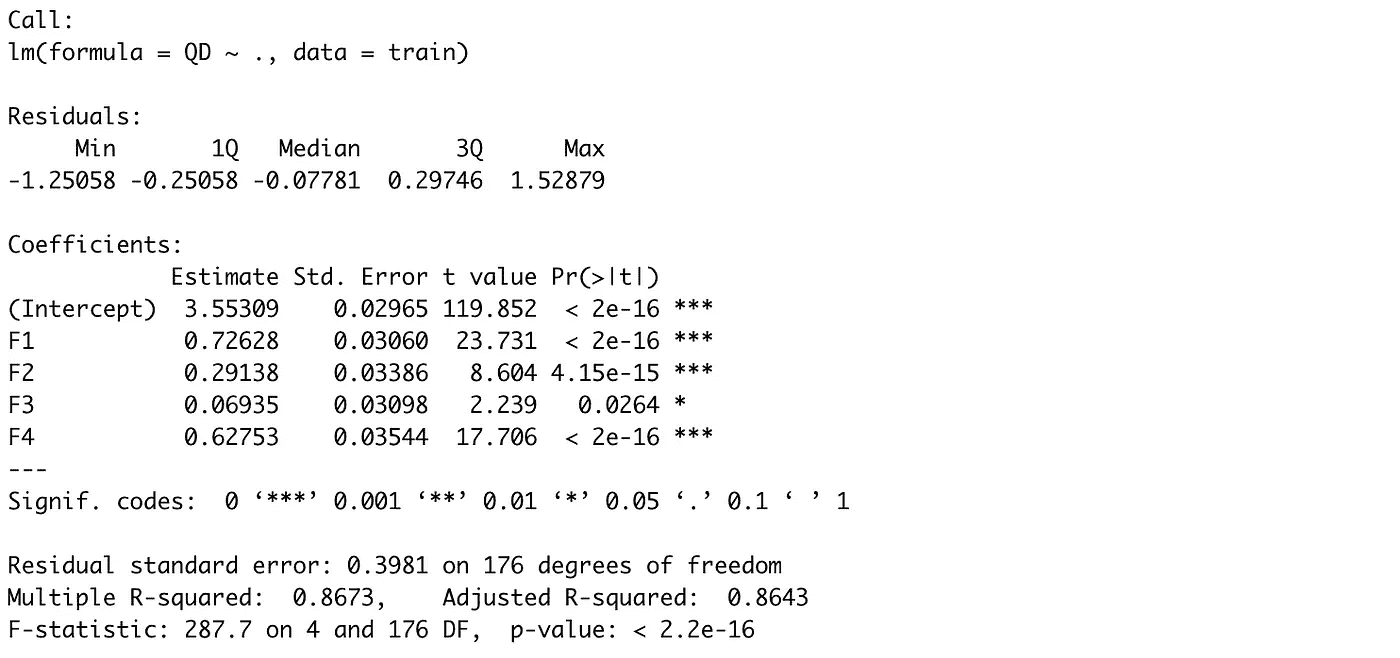 Call:
lm(formula = QD ~ ., data = train)
Residuals:
     Min       1Q   Median       3Q      Max
-1.25058 -0.25058 -0.07781  0.29746  1.52879
Coefficients:
            Estimate Std. Error t value Pr(>|t|)
(Intercept)  3.55309    0.02965 119.852  < 2e-16 ***
F1           0.72628    0.03060  23.731  < 2e-16 ***
F2           0.29138    0.03386   8.604 4.15e-15 ***
F3           0.06935    0.03098   2.239   0.0264 *
F4           0.62753    0.03544  17.706  < 2e-16 ***
---
Signif. codes:  0 ‘***’ 0.001 ‘**’ 0.01 ‘*’ 0.05 ‘.’ 0.1 ‘ ’ 1
Residual standard error: 0.3981 on 176 degrees of freedom
Multiple R-squared:  0.8673,    Adjusted R-squared:  0.8643
F-statistic: 287.7 on 4 and 176 DF,  p-value: < 2.2e-16